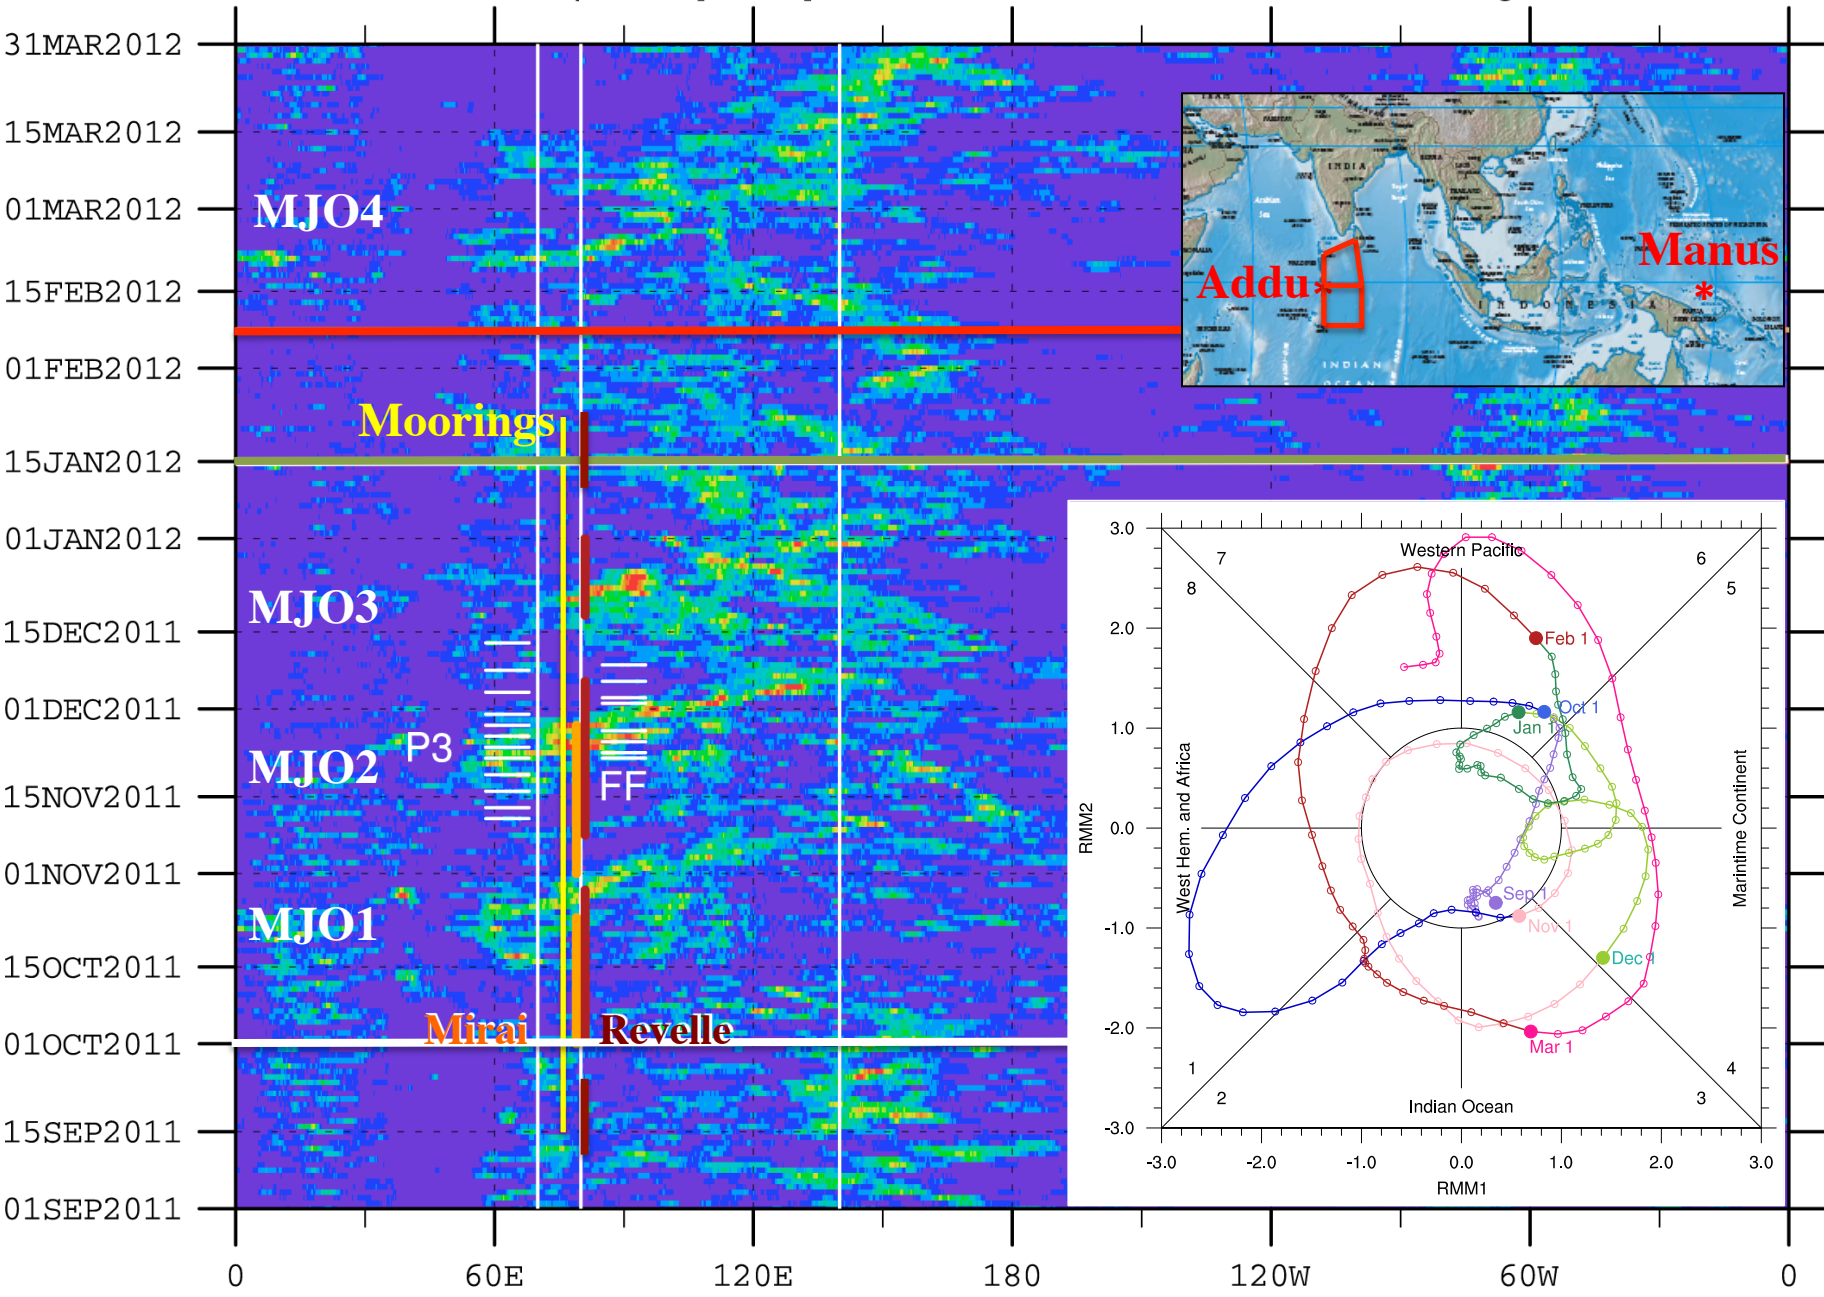 31MAR2012
15MAR2012
01MAR2012
15FEB2012
01FEB2012
15JAN2012
01JAN2012
15DEC2011
01DEC2011
15NOV2011
01NOV2011
15OCT2011
01OCT2011
15SEP2011
01SEP2011
0
60E
120E
180
120W
60W
0
MJO4
Moorings
MJO3
P3
MJO2
FF
MJO1
Mirai
Revelle
INDIA
Arabian
Sea
THAILAND
Addu
Manus
INDONESIA
INDIAN
OCEAN
3.0
2.0
1.0
0.0
-1.0
-2.0
-3.0
RMM2
-3.0
-2.0
-1.0
0.0
1.0
2.0
3.0
RMM1
7
8
6
5
1
2
4
3
Western Pacific
West Hem. and Africa
Marintime Continent
Indian Ocean
Feb 1
Oct 1
Jan 1
Sep 1
Nov 1
Dec 1
Mar 1